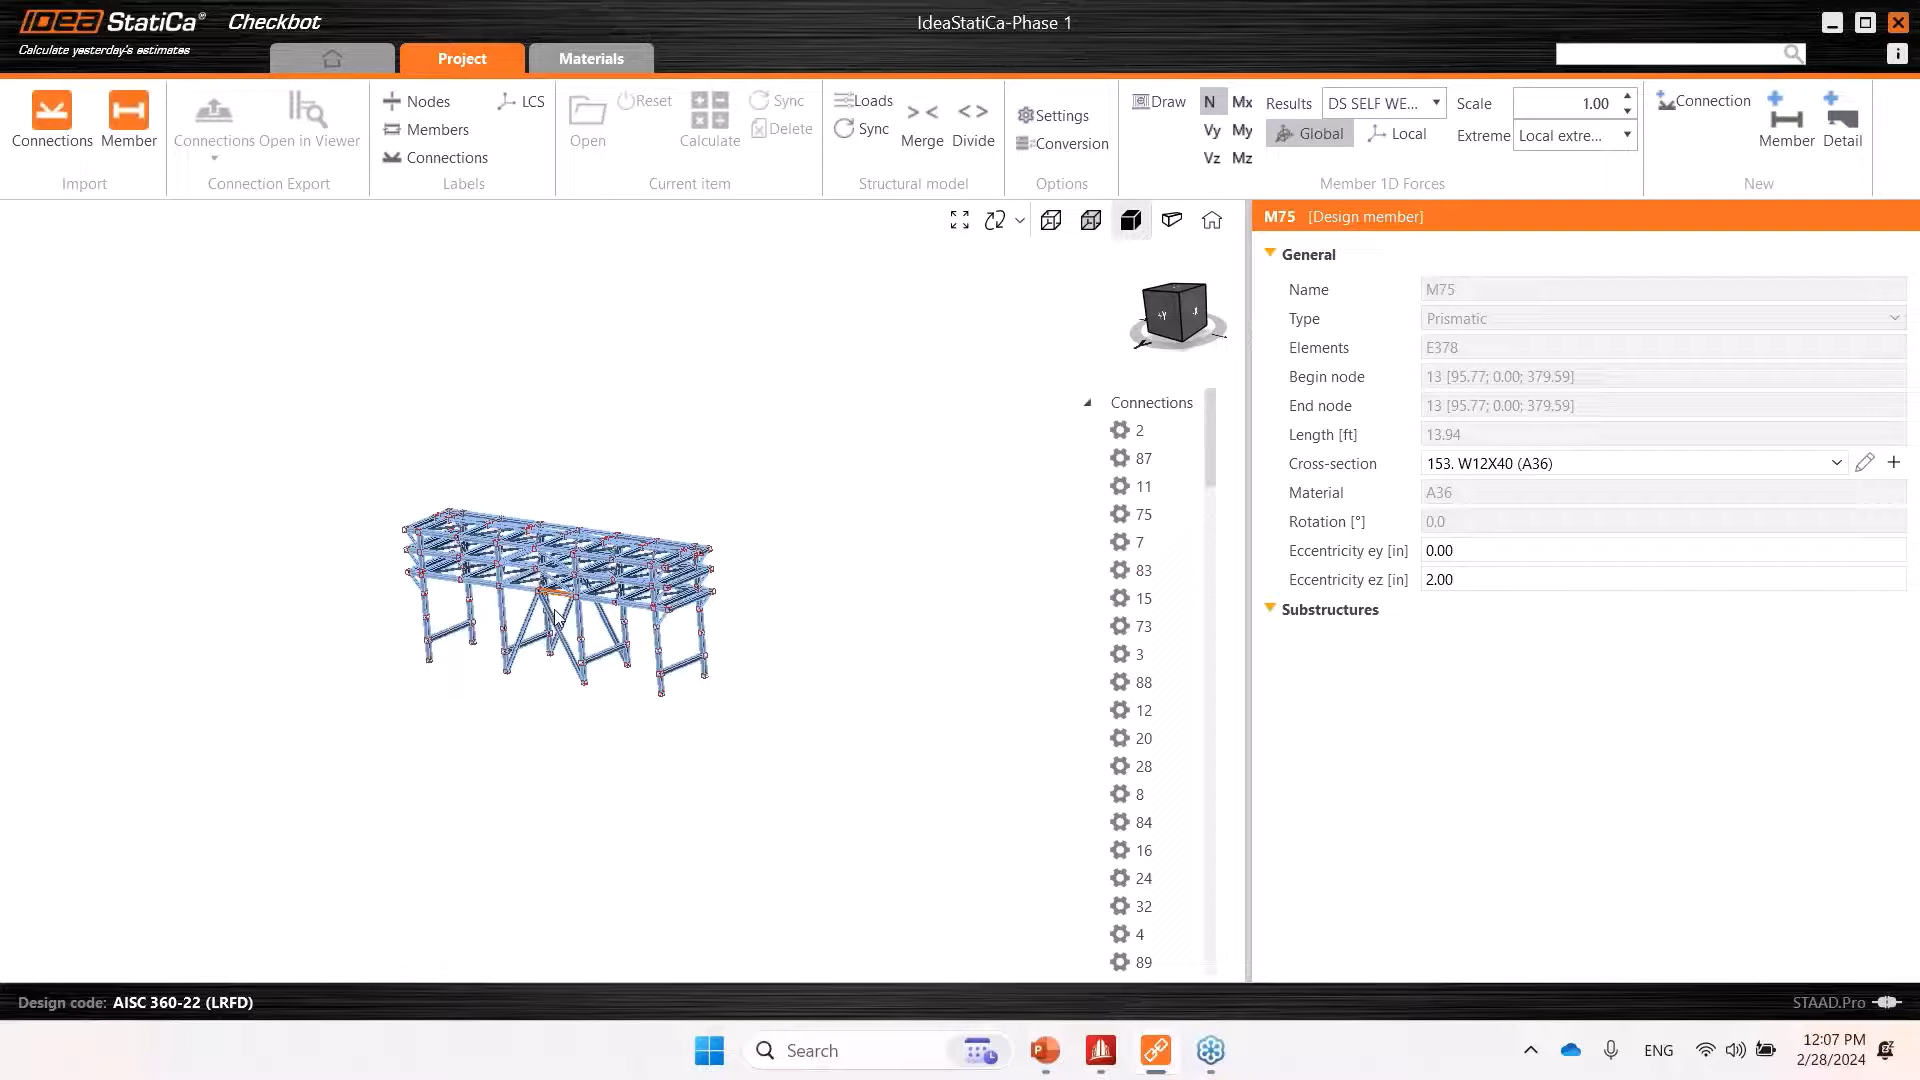 IDEA StatiCa® Checkbot
Calculate yesterday's estimates
IdeaStatiCa-Phase 1
Project
Materials
Connections
Member
Import
Connections
Open in Viewer
Connection Export
Nodes
LCS
Members
Connections
Labels
Open
Reset
Calculate
Sync
Delete
Current item
Loads
Sync
Merge
Divide
Structural model
Settings
Conversion
Options
Draw
N Mx
Vy My
Vz Mz
Results DS SELF WE...
Global Local
Scale 1.00
Extreme Local extre...
Member 1D Forces
Connection
Member
Detail
New
+Y
-X
Connections
2
87
11
75
7
83
15
73
3
88
12
20
28
8
84
16
24
32
4
89
M75 [Design member]
General
Name M75
Type Prismatic
Elements E378
Begin node 13 [95.77; 0.00; 379.59]
End node 13 [95.77; 0.00; 379.59]
Length [ft] 13.94
Cross-section 153. W12X40 (A36)
Material A36
Rotation [°] 0.0
Eccentricity ey [in] 0.00
Eccentricity ez [in] 2.00
Substructures
Design code: AISC 360-22 (LRFD)
STAAD.Pro
Search
ENG
12:07 PM
2/28/2024